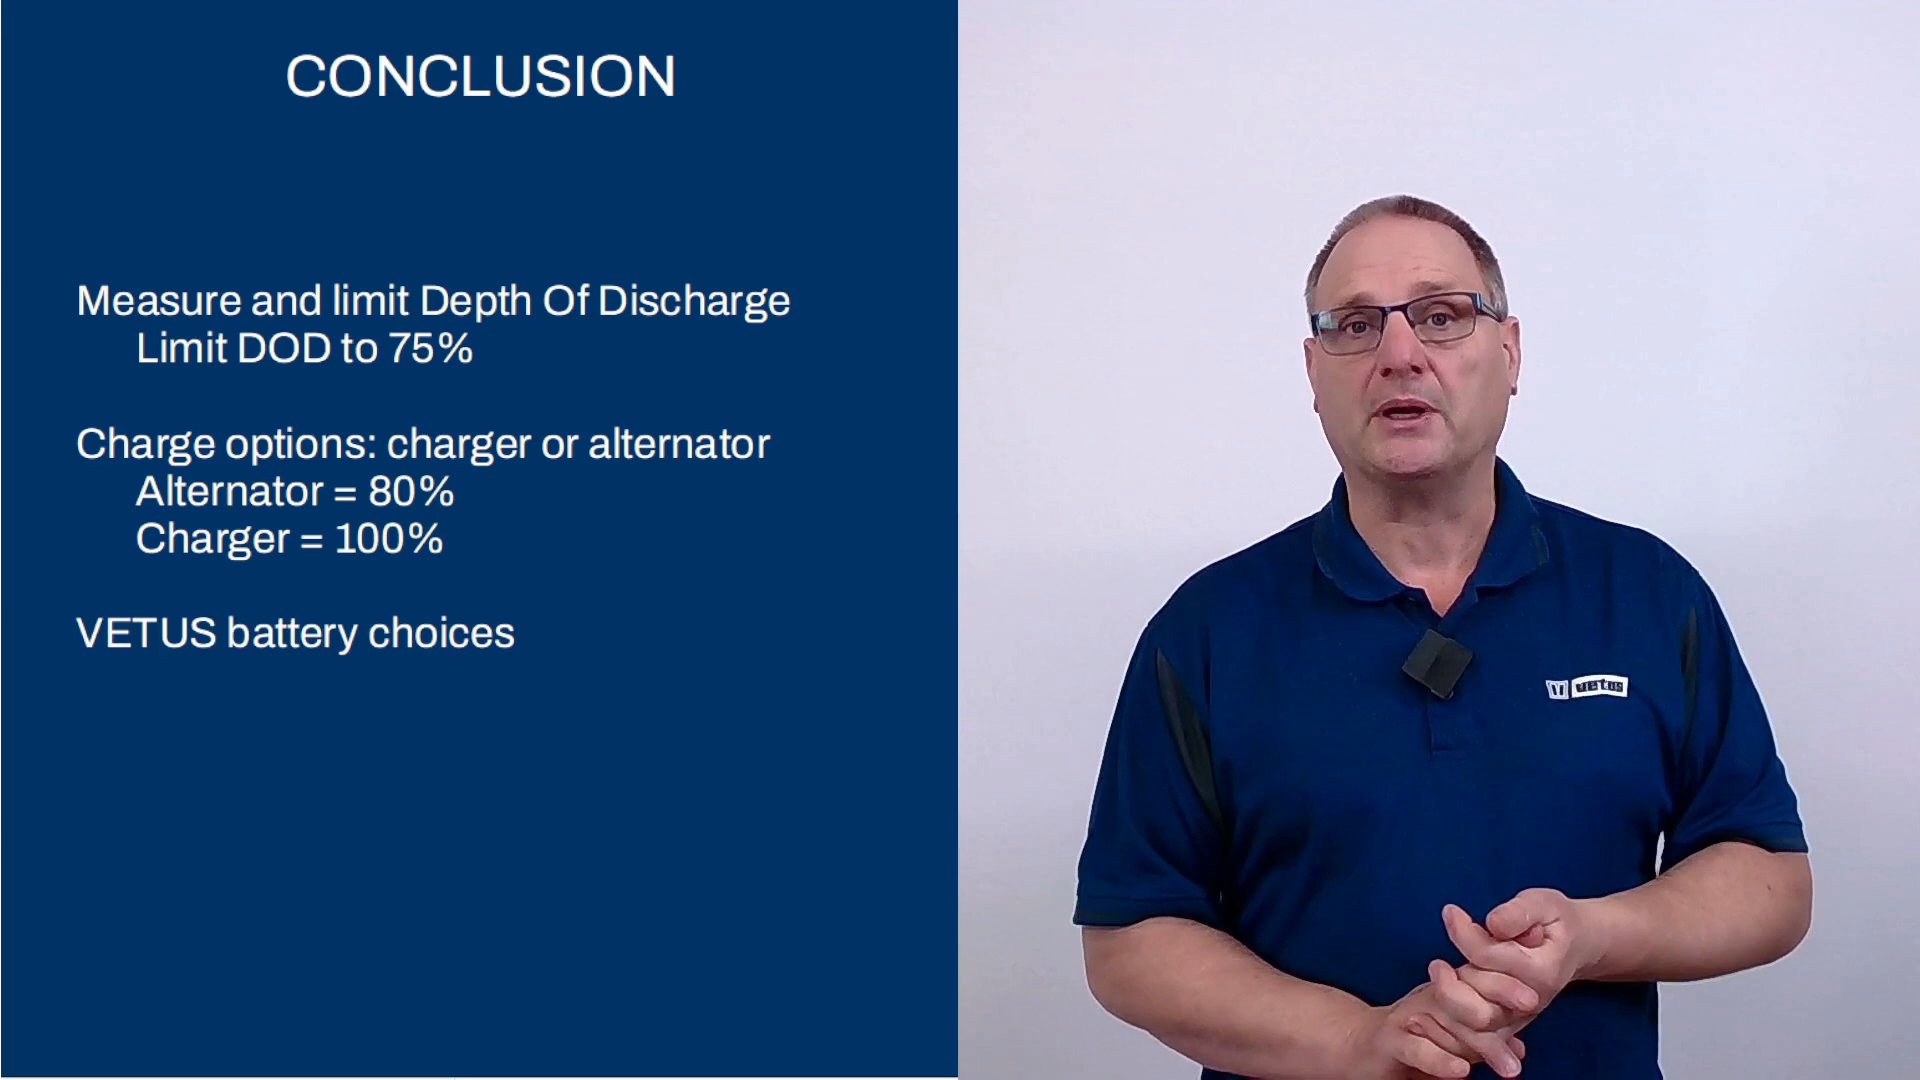 CONCLUSION
Measure and limit Depth Of Discharge
Limit DOD to 75%
Charge options: charger or alternator
Alternator = 80%
Charger = 100%
VETUS battery choices
vetus